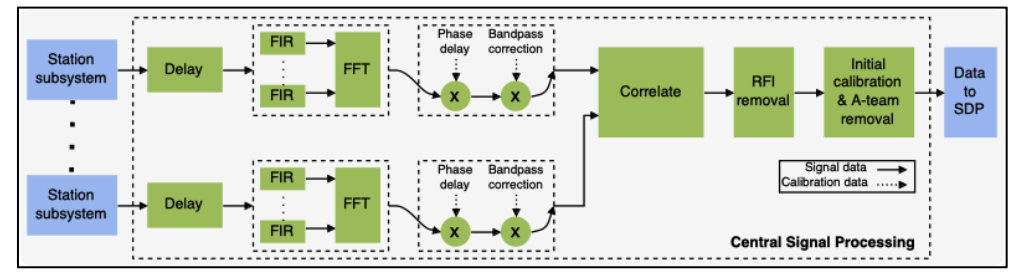 Station
subsystem
Delay
FIR
FIR
FFT
Phase
delay
Bandpass
correction
X
X
Correlate
RFI
removal
Initial
calibration
& A-team
removal
Data
to
SDP
Station
subsystem
Delay
FIR
FIR
FFT
Phase
delay
Bandpass
correction
X
X
Signal data
Calibration data
Central Signal Processing